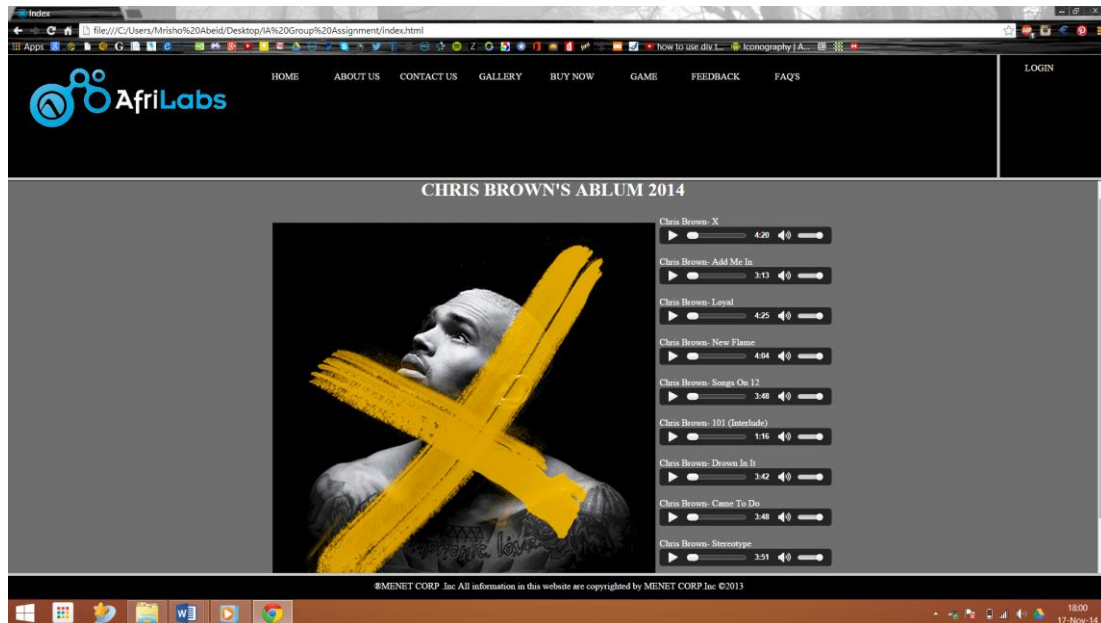 Index
file:///C:/Users/Mrisho%20Abeid/Desktop/IA%20Group%20Assignment/index.html
Apps
how to use div t...
Iconography | A...
AfriLabs
HOME ABOUT US CONTACT US GALLERY BUY NOW GAME FEEDBACK FAQ'S
LOGIN
CHRIS BROWN'S ABLUM 2014
Chris Brown- X
4:20
Chris Brown- Add Me In
3:13
Chris Brown- Loyal
4:25
Chris Brown- New Flame
4:04
Chris Brown- Songs On 12
3:48
Chris Brown- 101 (Interlude)
1:16
Chris Brown- Drown In It
3:42
Chris Brown- Came To Do
3:48
Chris Brown- Stereotype
3:51
®MENET CORP .Inc All information in this website are copyrighted by MENET CORP.Inc ©2013
18:00
17-Nov-14